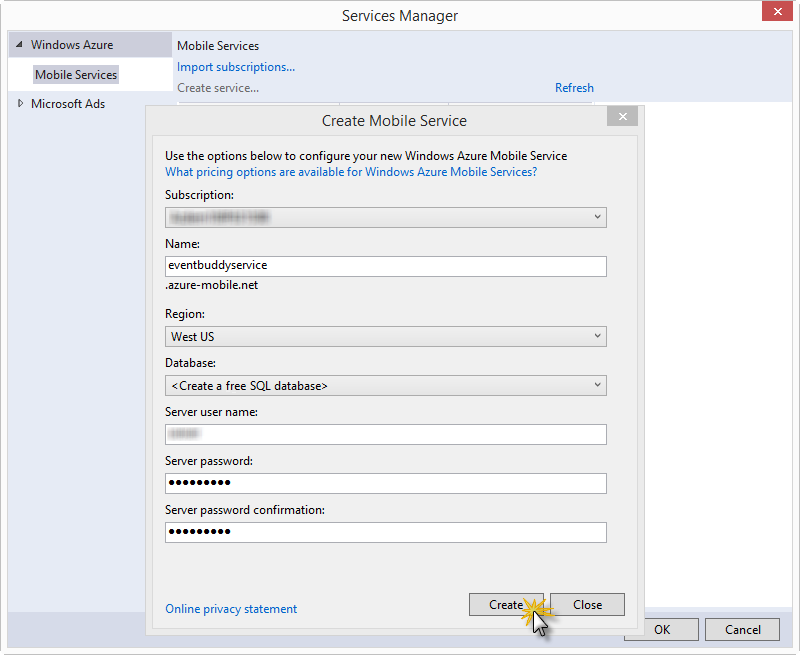 Services Manager
Windows Azure
Mobile Services
Microsoft Ads
Mobile Services
Import subscriptions...
Create service...
Refresh
Create Mobile Service
Use the options below to configure your new Windows Azure Mobile Service
What pricing options are available for Windows Azure Mobile Services?
Subscription:
Name:
eventbuddyservice
.azure-mobile.net
Region:
West US
Database:
<Create a free SQL database>
Server user name:
Server password:
●●●●●●●●●
Server password confirmation:
●●●●●●●●●
Online privacy statement
Create
Close
OK
Cancel